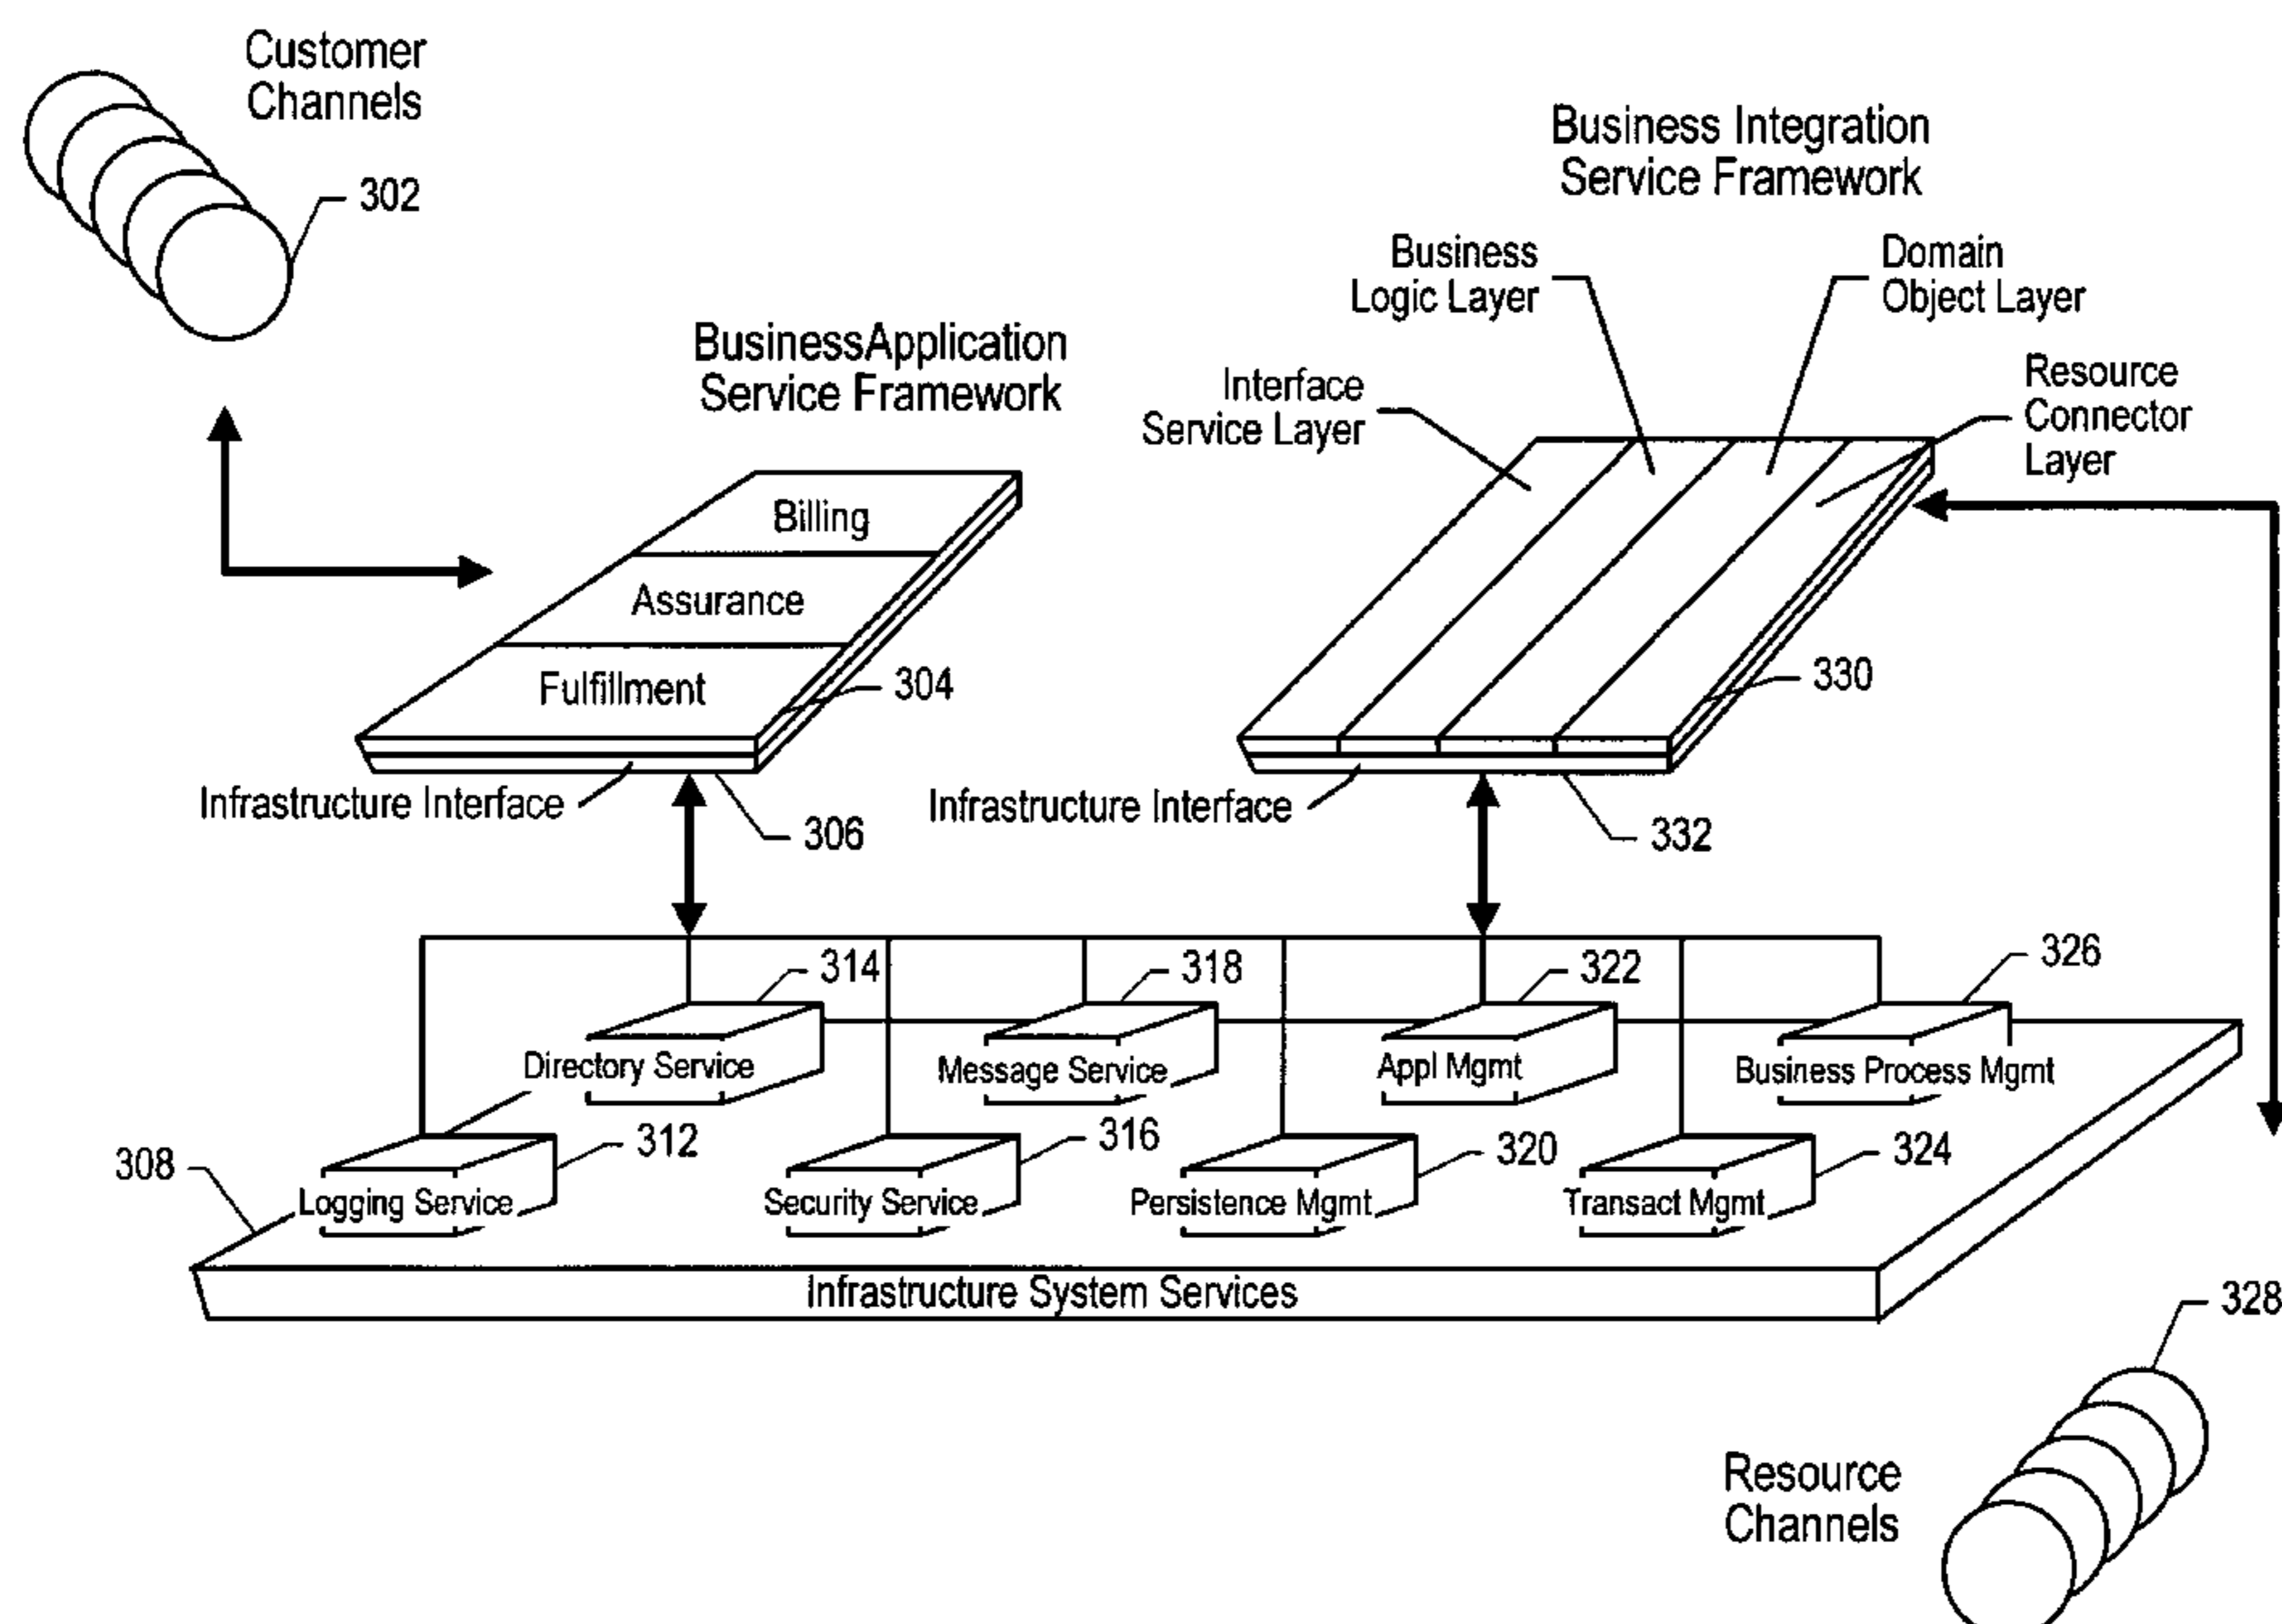 Customer
Channels
302
Business Integration
Service Framework
Business
Logic Layer
Domain
Object Layer
BusinessApplication
Service Framework
Interface
Service Layer
Resource
Connector
Layer
Billing
Assurance
Fulfillment
304
330
Infrastructure Interface
306
Infrastructure Interface
332
314
318
322
326
Directory Service
Message Service
Appl Mgmt
Business Process Mgmt
308
312
316
320
324
Logging Service
Security Service
Persistence Mgmt
Transact Mgmt
Infrastructure System Services
328
Resource
Channels